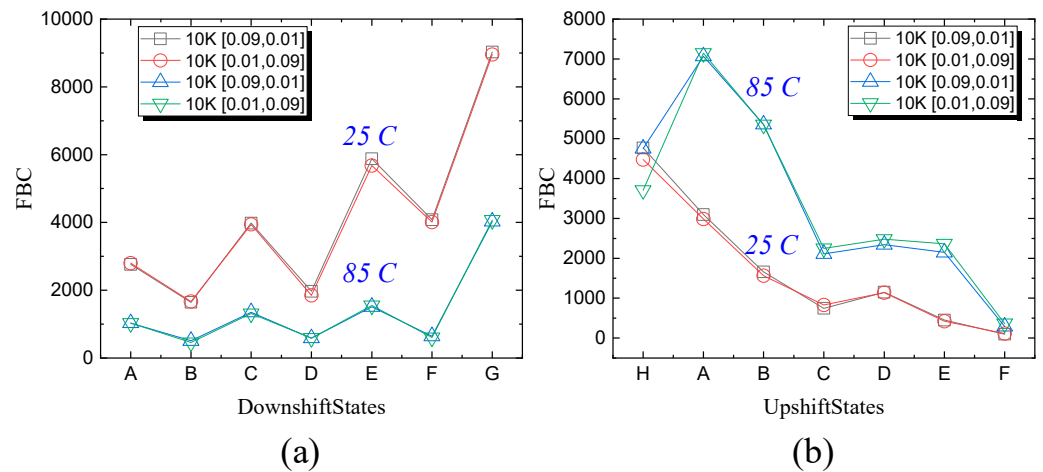 10K [0.09,0.01]
10K [0.01,0.09]
10K [0.09,0.01]
10K [0.01,0.09]
25 C
85 C
10000
8000
6000
4000
2000
0
FBC
A B C D E F G
DownshiftStates
(a)
10K [0.09,0.01]
10K [0.01,0.09]
10K [0.09,0.01]
10K [0.01,0.09]
85 C
25 C
8000
7000
6000
5000
4000
3000
2000
1000
0
FBC
H A B C D E F
UpshiftStates
(b)